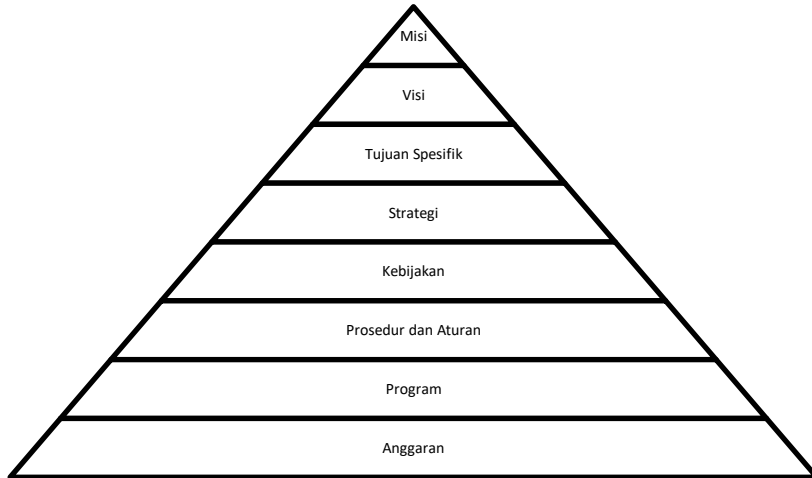 Misi
Visi
Tujuan Spesifik
Strategi
Kebijakan
Prosedur dan Aturan
Program
Anggaran